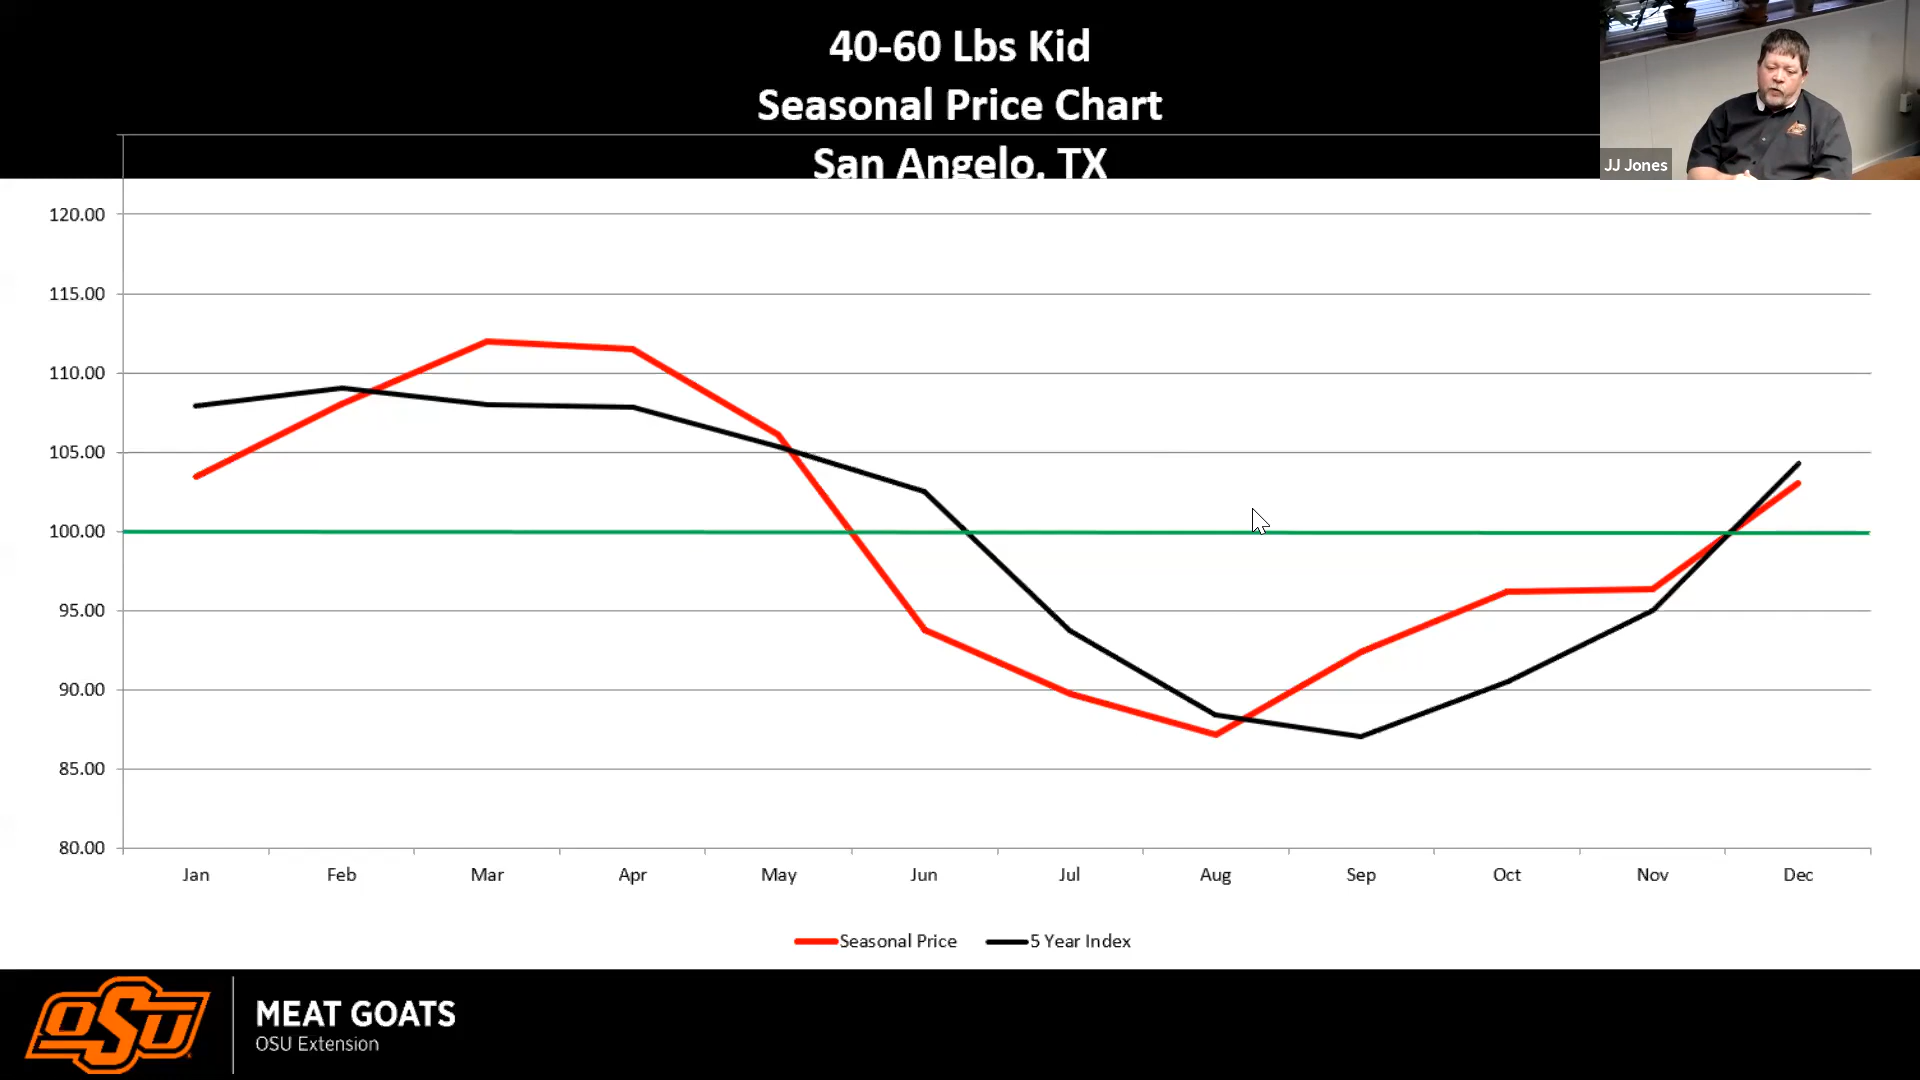 40-60 Lbs Kid
Seasonal Price Chart
San Angelo, TX
JJ Jones
120.00
115.00
110.00
105.00
100.00
95.00
90.00
85.00
80.00
Jan Feb Mar Apr May Jun Jul Aug Sep Oct Nov Dec
Seasonal Price 5 Year Index
OSU
MEAT GOATS
OSU Extension